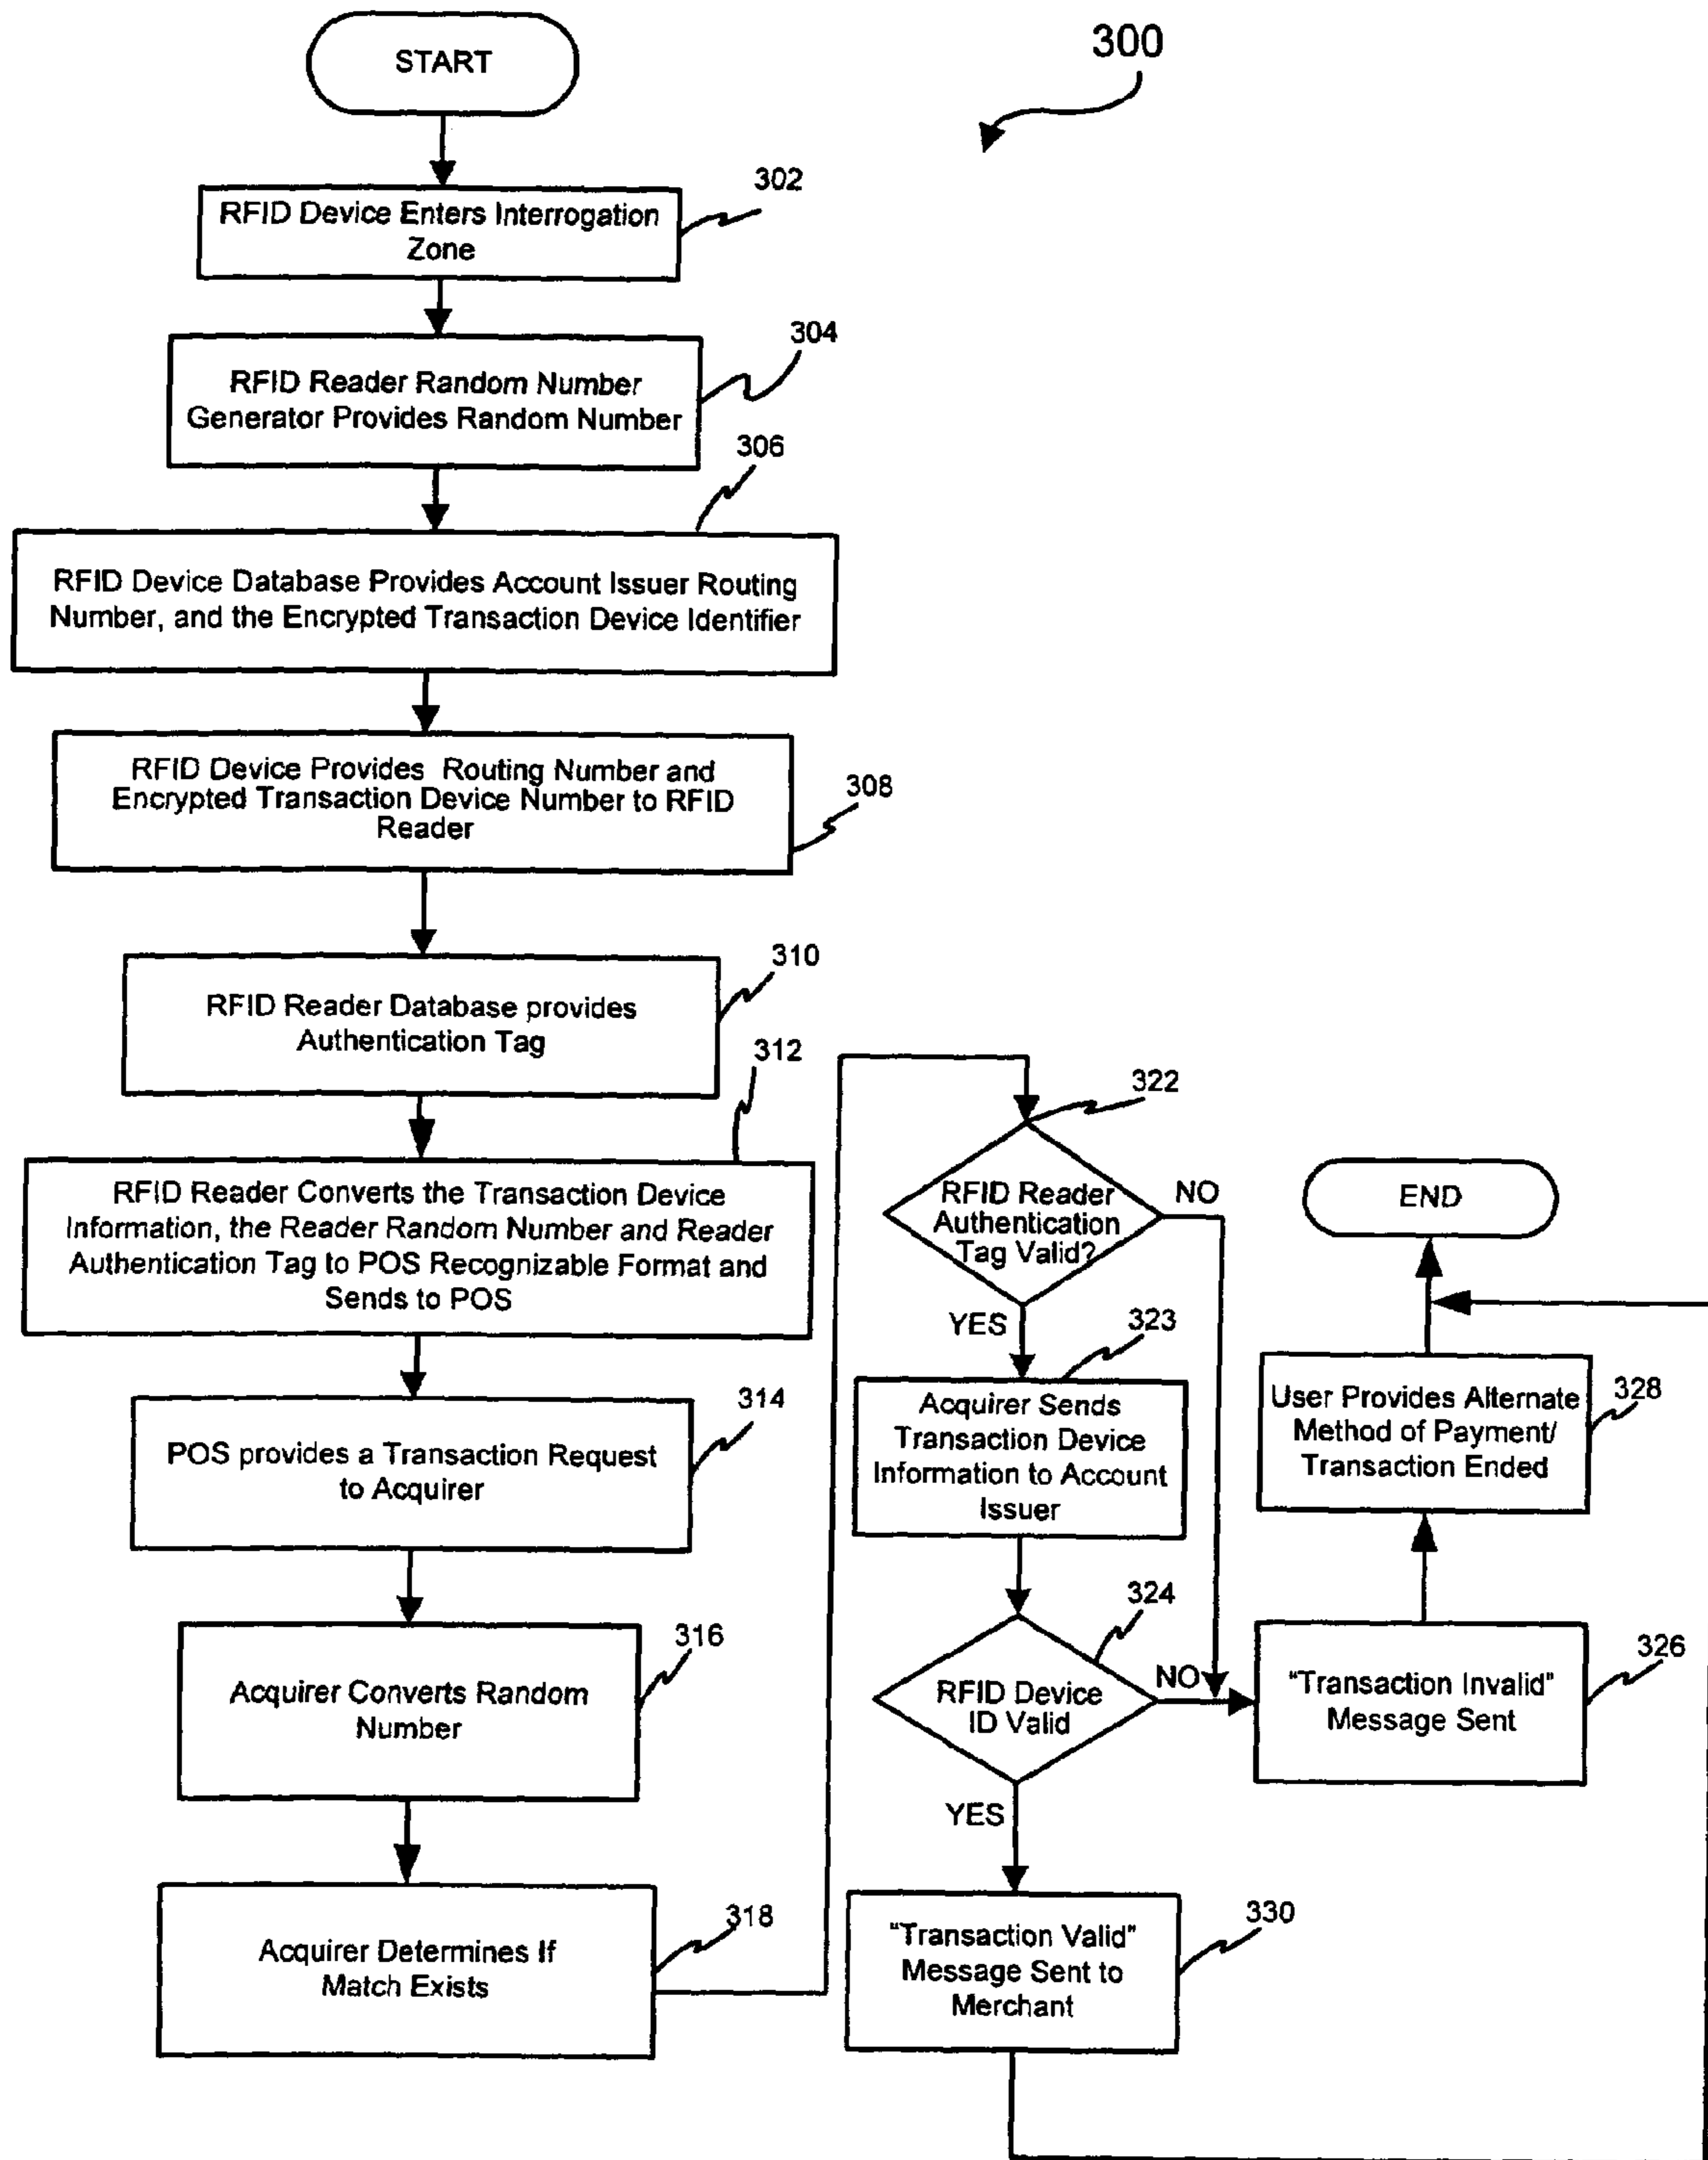 START
300
302
RFID Device Enters Interrogation
Zone
304
RFID Reader Random Number
Generator Provides Random Number
306
RFID Device Database Provides Account Issuer Routing
Number, and the Encrypted Transaction Device Identifier
RFID Device Provides Routing Number and
Encrypted Transaction Device Number to RFID
Reader
308
310
RFID Reader Database provides
Authentication Tag
312
RFID Reader Converts the Transaction Device
Information, the Reader Random Number and Reader
Authentication Tag to POS Recognizable Format and
Sends to POS
314
POS provides a Transaction Request
to Acquirer
316
Acquirer Converts Random
Number
318
Acquirer Determines If
Match Exists
322
RFID Reader
Authentication
Tag Valid?
NO
YES
323
Acquirer Sends
Transaction Device
Information to Account
Issuer
324
RFID Device
ID Valid
NO
YES
"Transaction Valid"
Message Sent to
Merchant
330
END
User Provides Alternate
Method of Payment/
Transaction Ended
328
"Transaction Invalid"
Message Sent
326